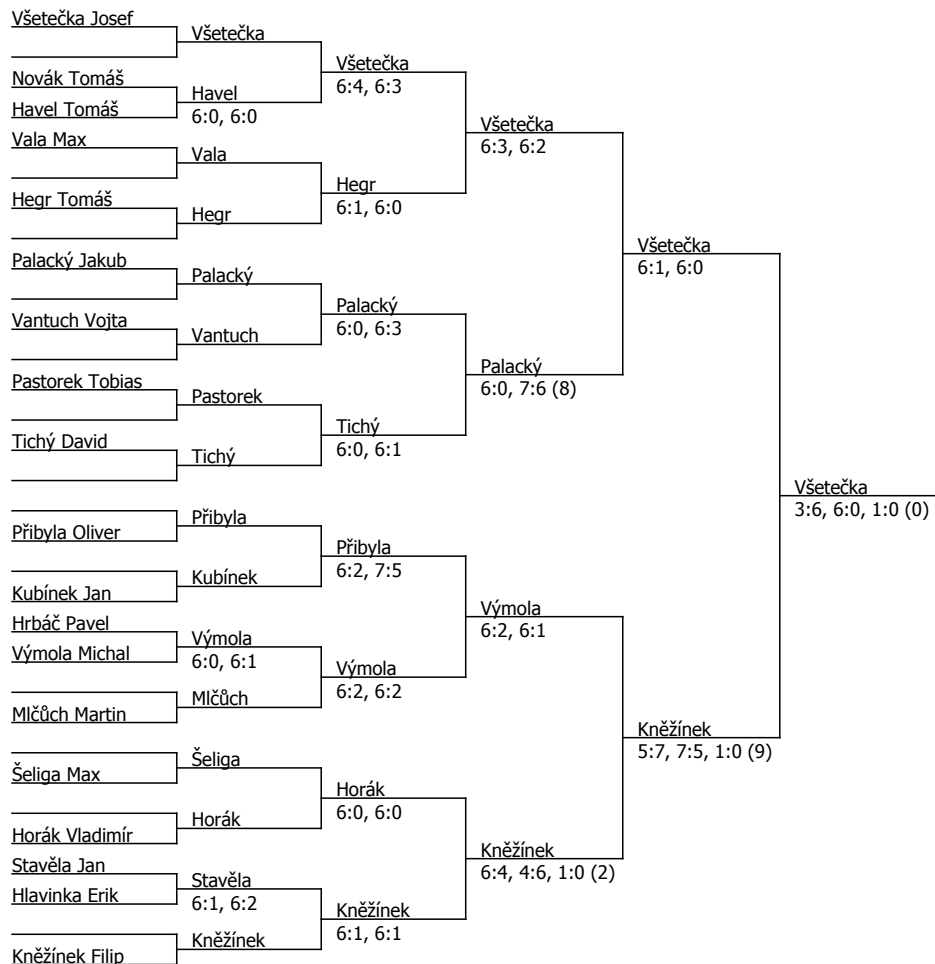 Všetečka Josef
Všetečka
Všetečka
6:4, 6:3
Novák Tomáš
Havel
6:0, 6:0
Havel Tomáš
Všetečka
6:3, 6:2
Vala Max
Vala
Hegr
6:1, 6:0
Hegr Tomáš
Hegr
Všetečka
6:1, 6:0
Palacký Jakub
Palacký
Palacký
6:0, 6:3
Vantuch Vojta
Vantuch
Palacký
6:0, 7:6 (8)
Pastorek Tobias
Pastorek
Tichý
6:0, 6:1
Tichý David
Tichý
Všetečka
3:6, 6:0, 1:0 (0)
Přibyla
Přibyla Oliver
Přibyla
6:2, 7:5
Kubínek
Kubínek Jan
Výmola
6:2, 6:1
Hrbáč Pavel
Výmola
6:0, 6:1
Výmola Michal
Výmola
6:2, 6:2
Mlčůch
Mlčůch Martin
Kněžínek
5:7, 7:5, 1:0 (9)
Šeliga
Šeliga Max
Horák
6:0, 6:0
Horák
Horák Vladimír
Kněžínek
6:4, 4:6, 1:0 (2)
Stavěla Jan
Stavěla
6:1, 6:2
Hlavinka Erik
Kněžínek
6:1, 6:1
Kněžínek
Kněžínek Filip